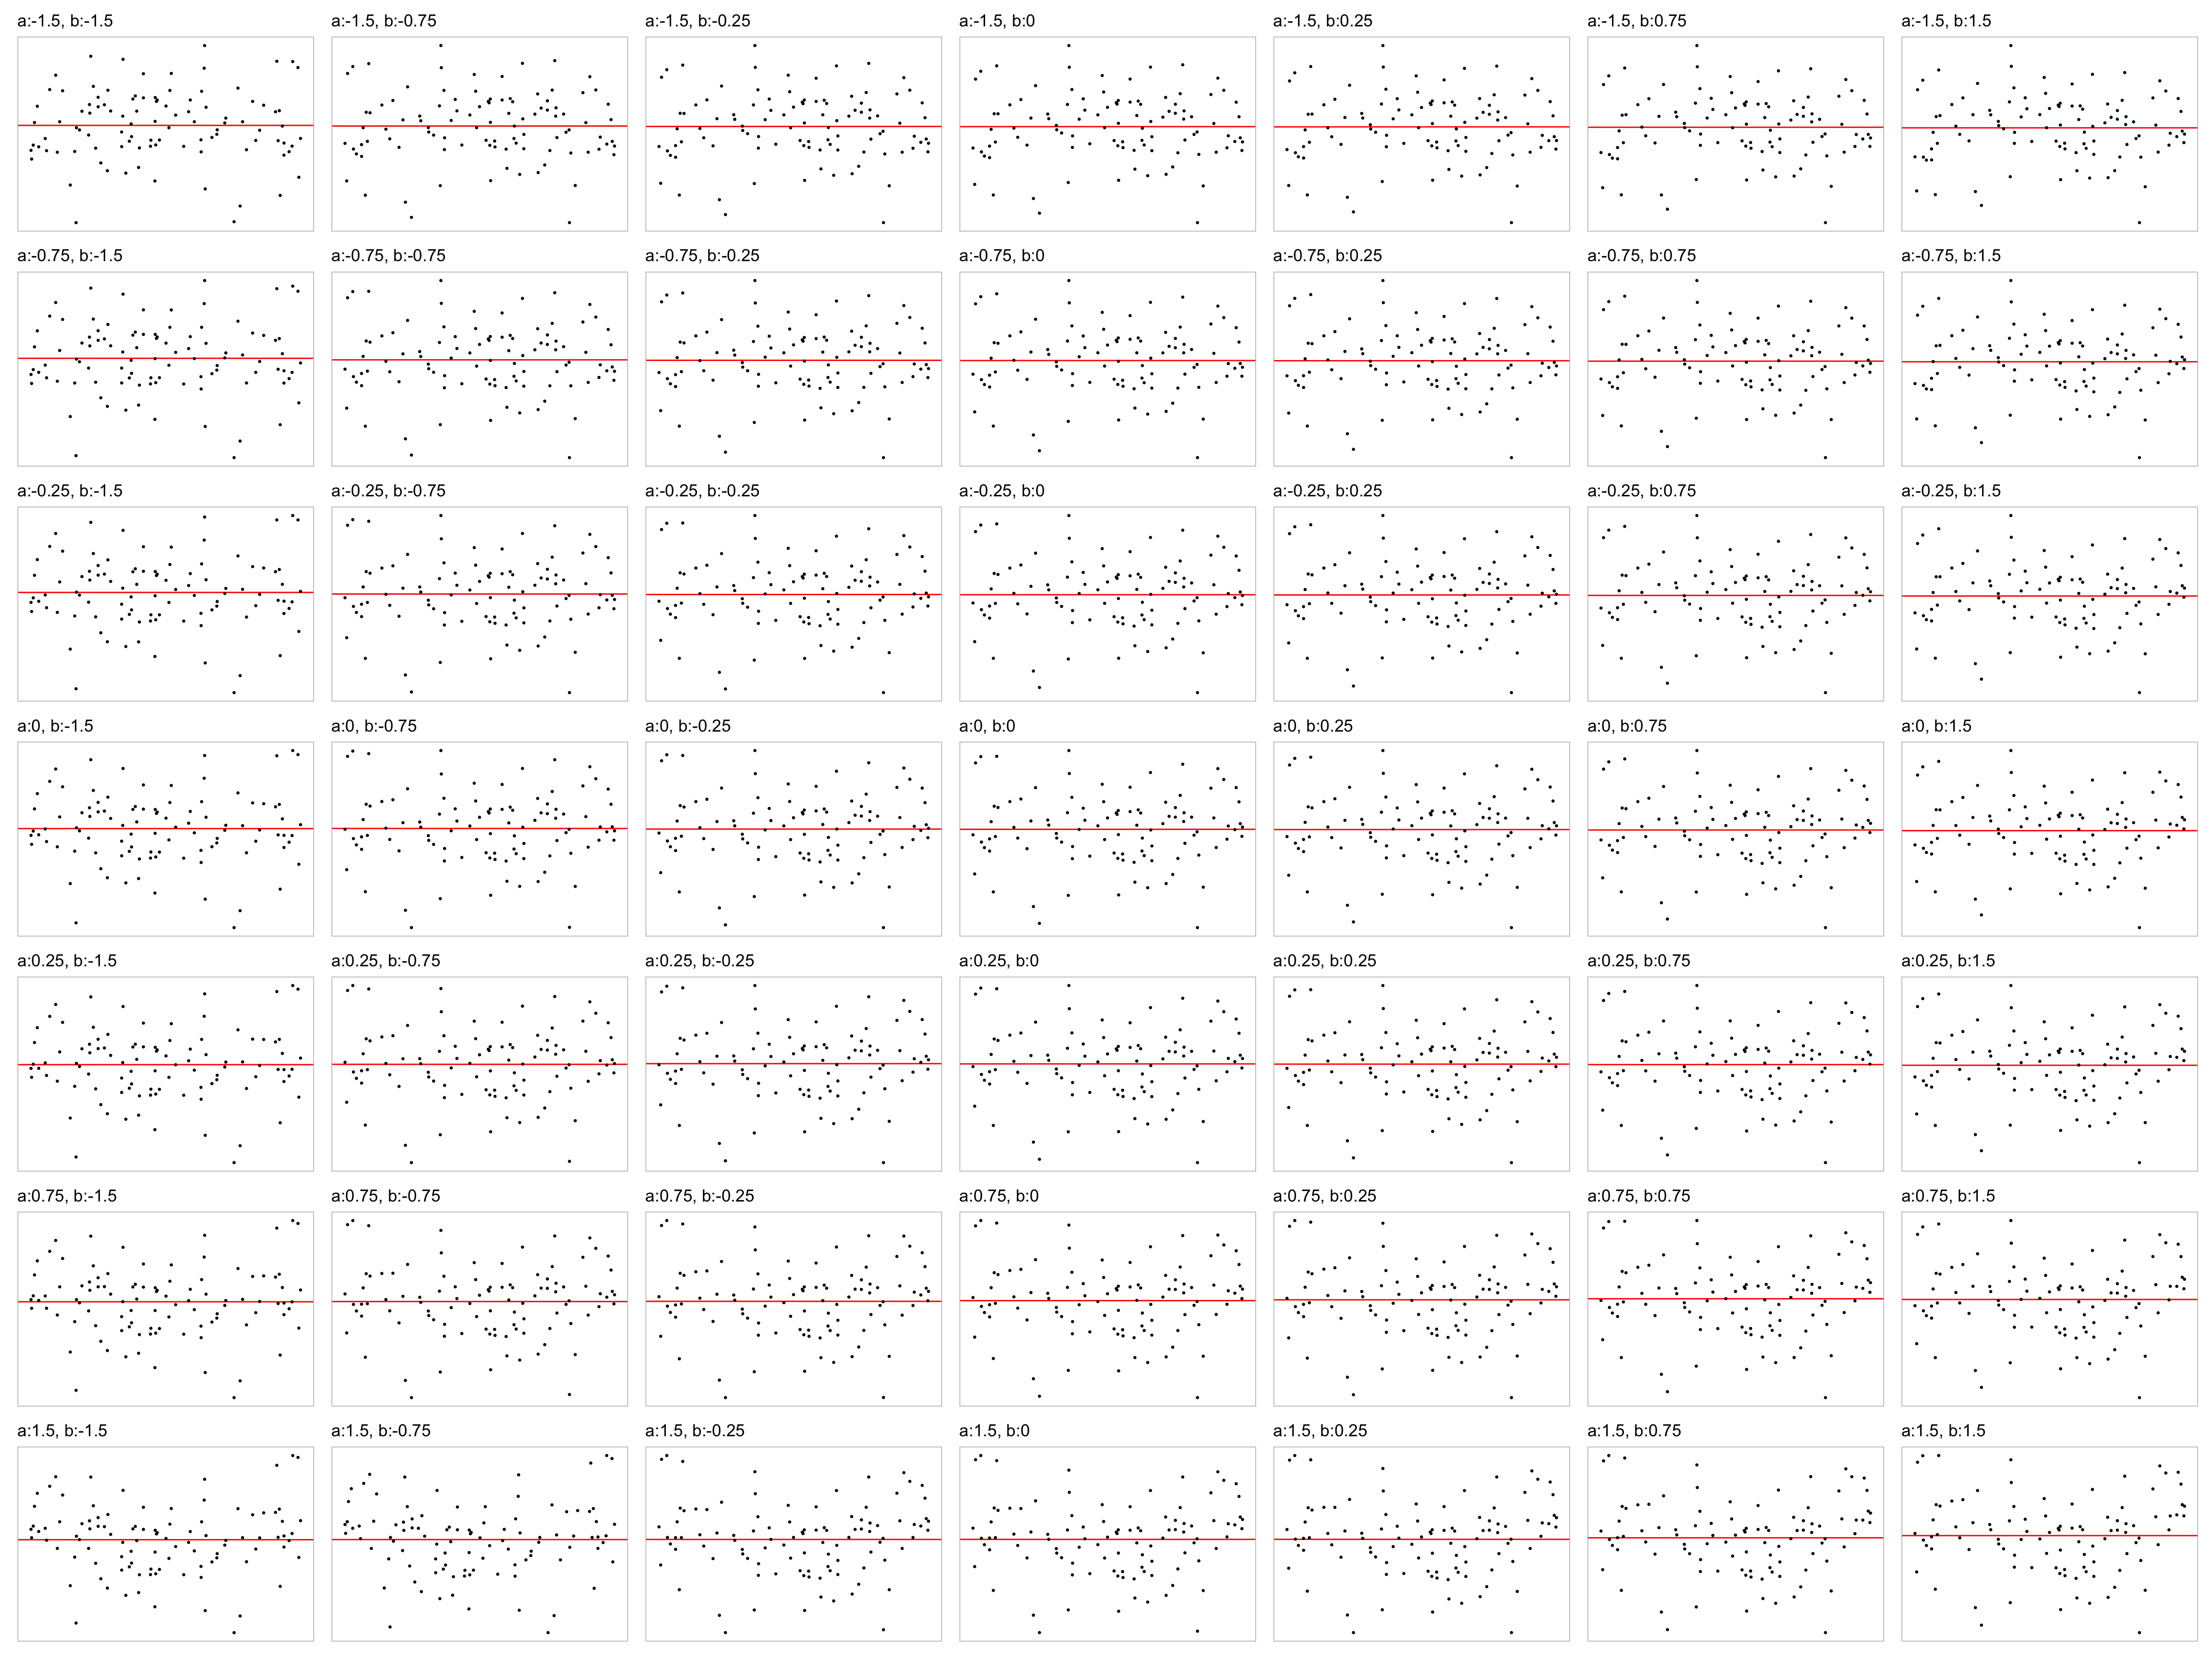 a:-1.5, b:-1.5
a:-1.5, b:-0.75
a:-1.5, b:-0.25
a:-1.5, b:0
a:-1.5, b:0.25
a:-1.5, b:0.75
a:-1.5, b:1.5
a:-0.75, b:-1.5
a:-0.75, b:-0.75
a:-0.75, b:-0.25
a:-0.75, b:0
a:-0.75, b:0.25
a:-0.75, b:0.75
a:-0.75, b:1.5
a:-0.25, b:-1.5
a:-0.25, b:-0.75
a:-0.25, b:-0.25
a:-0.25, b:0
a:-0.25, b:0.25
a:-0.25, b:0.75
a:-0.25, b:1.5
a:0, b:-1.5
a:0, b:-0.75
a:0, b:-0.25
a:0, b:0
a:0, b:0.25
a:0, b:0.75
a:0, b:1.5
a:0.25, b:-1.5
a:0.25, b:-0.75
a:0.25, b:-0.25
a:0.25, b:0
a:0.25, b:0.25
a:0.25, b:0.75
a:0.25, b:1.5
a:0.75, b:-1.5
a:0.75, b:-0.75
a:0.75, b:-0.25
a:0.75, b:0
a:0.75, b:0.25
a:0.75, b:0.75
a:0.75, b:1.5
a:1.5, b:-1.5
a:1.5, b:-0.75
a:1.5, b:-0.25
a:1.5, b:0
a:1.5, b:0.25
a:1.5, b:0.75
a:1.5, b:1.5